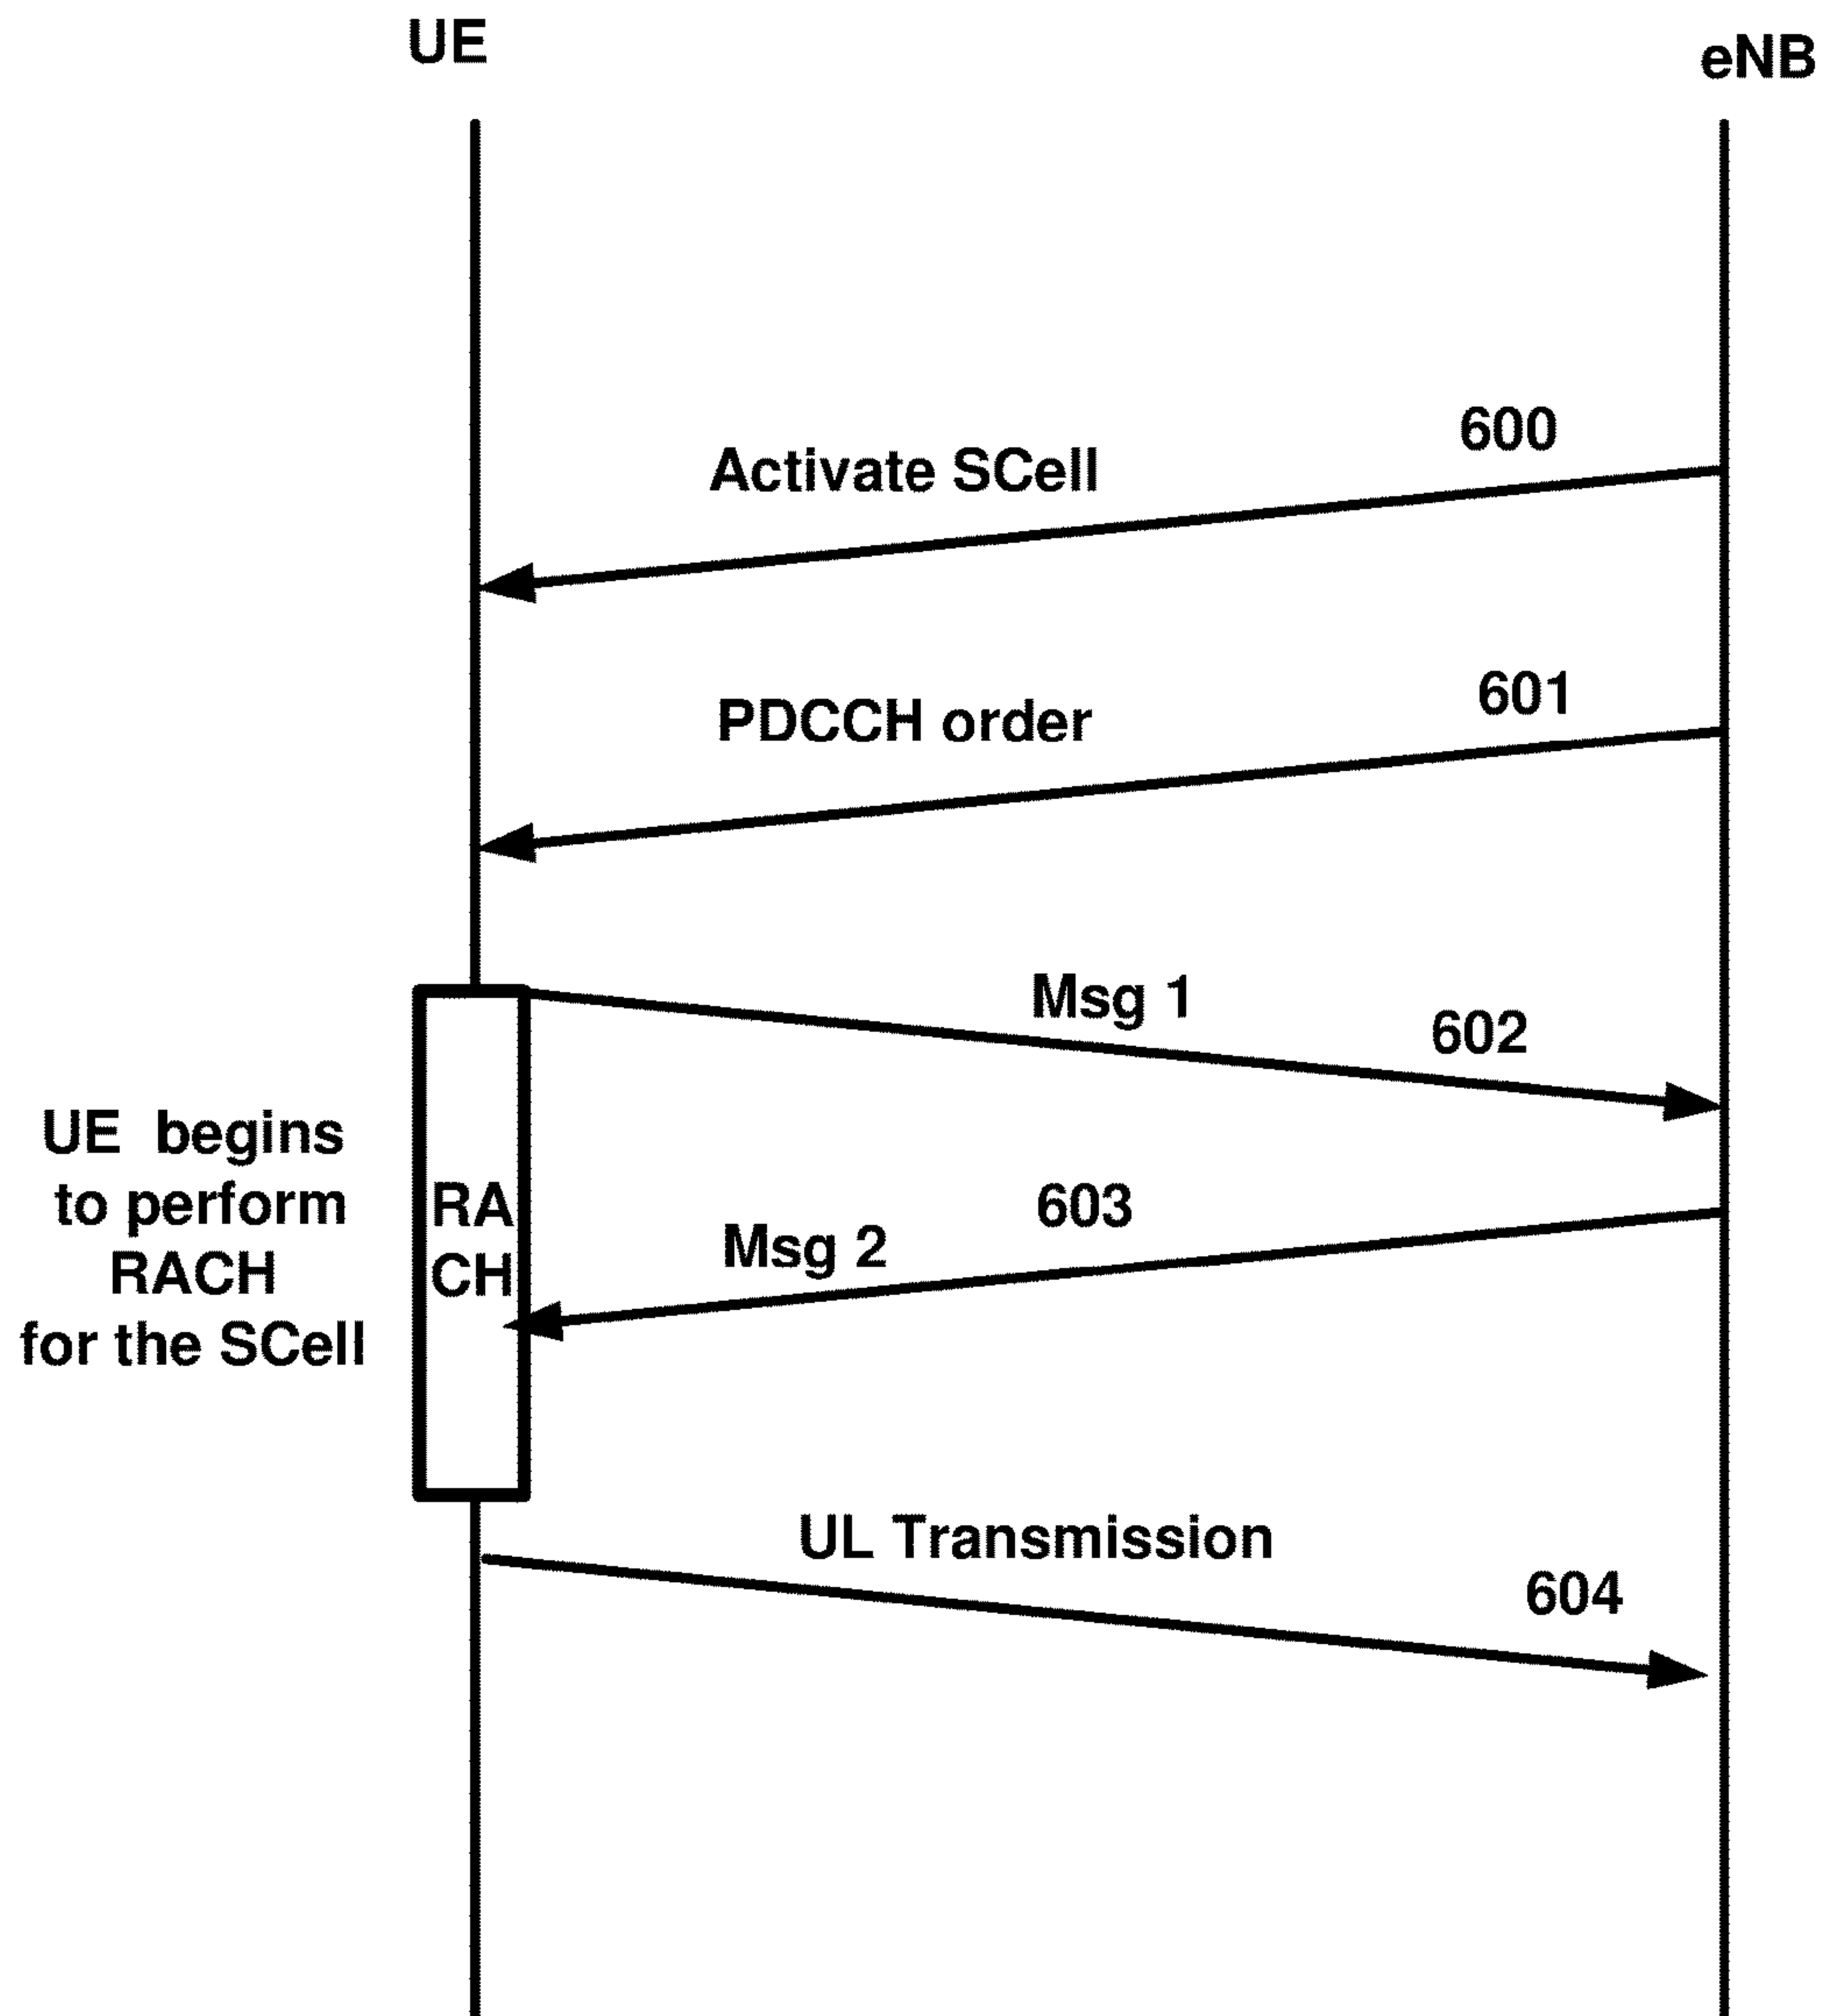 UE
eNB
600
Activate SCell
601
PDCCH order
Msg 1
602
UE begins
to perform
RACH
for the SCell
RA
CH
603
Msg 2
UL Transmission
604